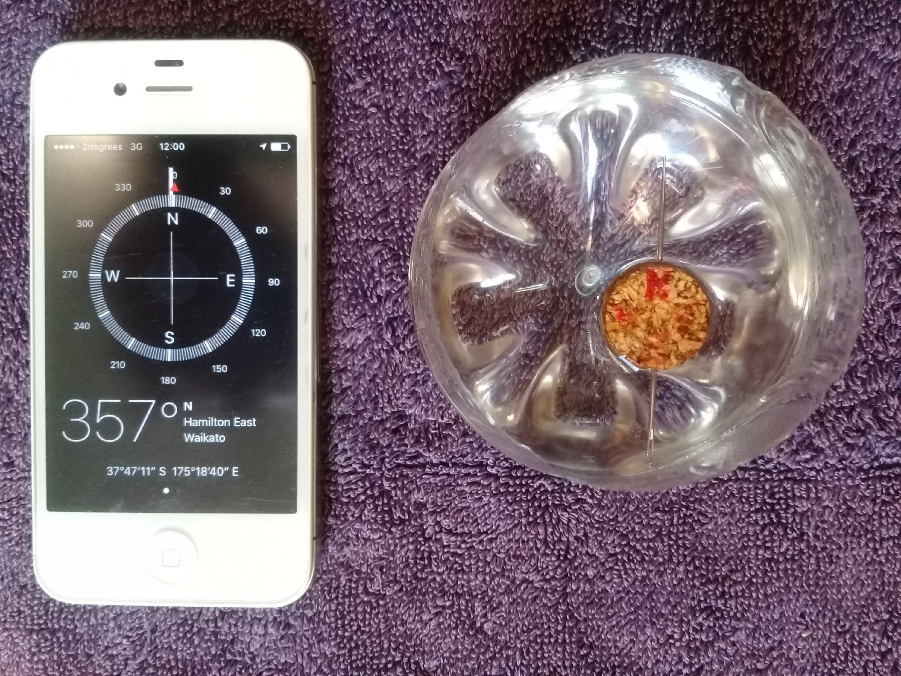 2degrees 3G 12:00
0
330 30
300 60
N
270 W E 90
S
240 120
210 150
180
357° N
Hamilton East
Waikato
37°47'11" S 175°18'40" E
N